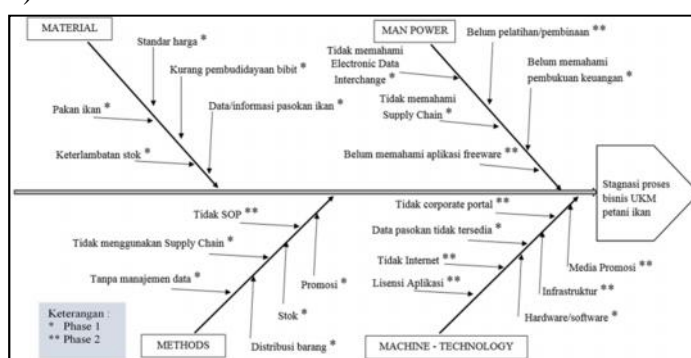 MATERIAL
Standar harga *
Kurang pembudidayaan bibit *
Pakan ikan *
Data/informasi pasokan ikan *
Keterlambatan stok *
MAN POWER
Belum pelatihan/pembinaan **
Tidak memahami
Electronic Data
Interchange *
Belum memahami
pembukuan keuangan *
Tidak memahami
Supply Chain *
Belum memahami aplikasi freeware **
Stagnasi proses
bisnis UKM
petani ikan
Tidak SOP **
Tidak menggunakan Supply Chain *
Tanpa manajemen data *
Promosi *
Stok *
Distribusi barang *
METHODS
Tidak corporate portal **
Data pasokan tidak tersedia *
Tidak Internet **
Lisensi Aplikasi **
Media Promosi **
Infrastruktur **
Hardware/software *
MACHINE - TECHNOLOGY
Keterangan :
* Phase 1
** Phase 2